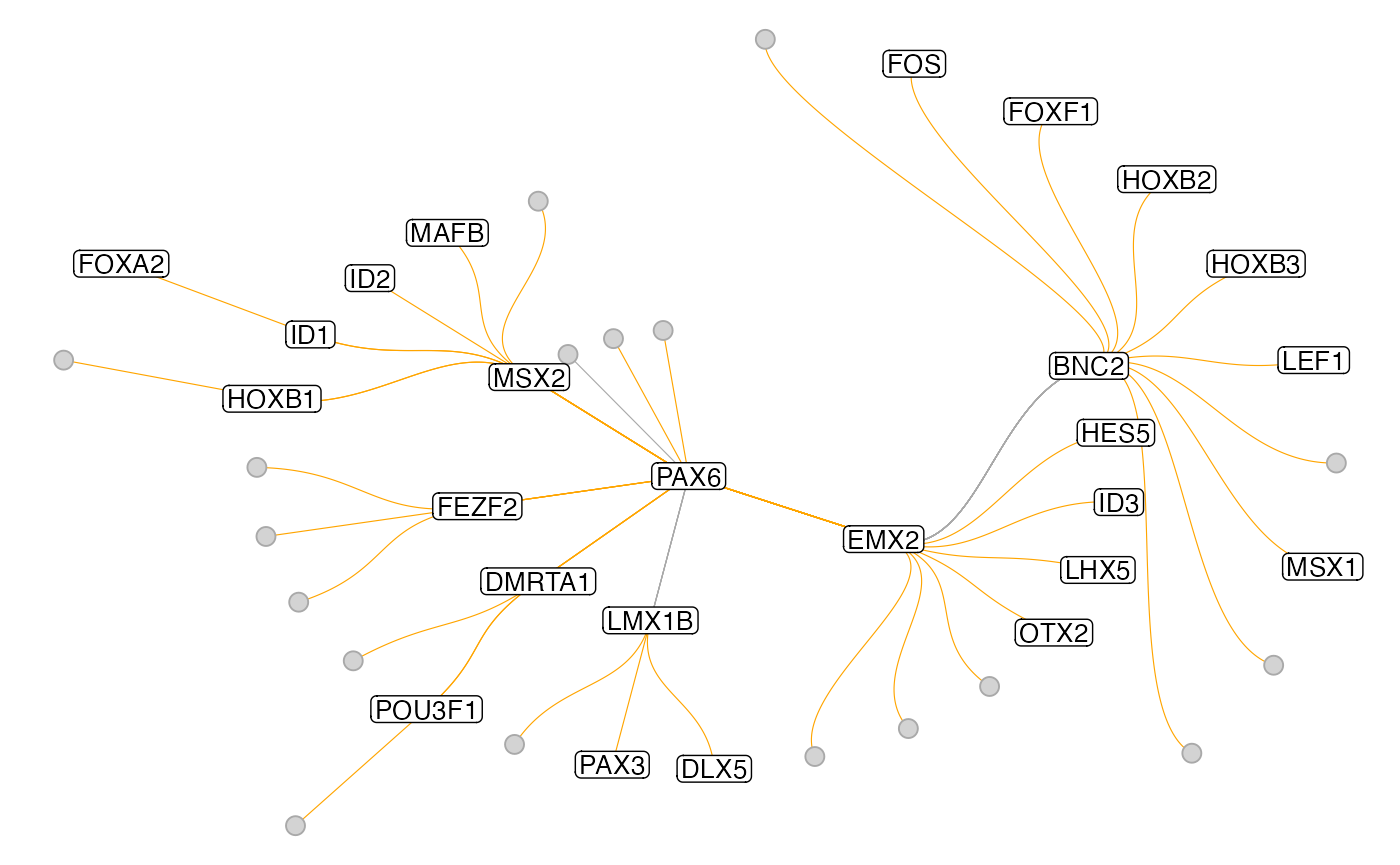 FOS
FOXF1
HOXB2
MAFB
FOXA2
HOXB3
ID2
ID1
LEF1
BNC2
MSX2
HOXB1
HES5
PAX6
ID3
FEZF2
EMX2
MSX1
LHX5
DMRTA1
LMX1B
OTX2
POU3F1
PAX3
DLX5